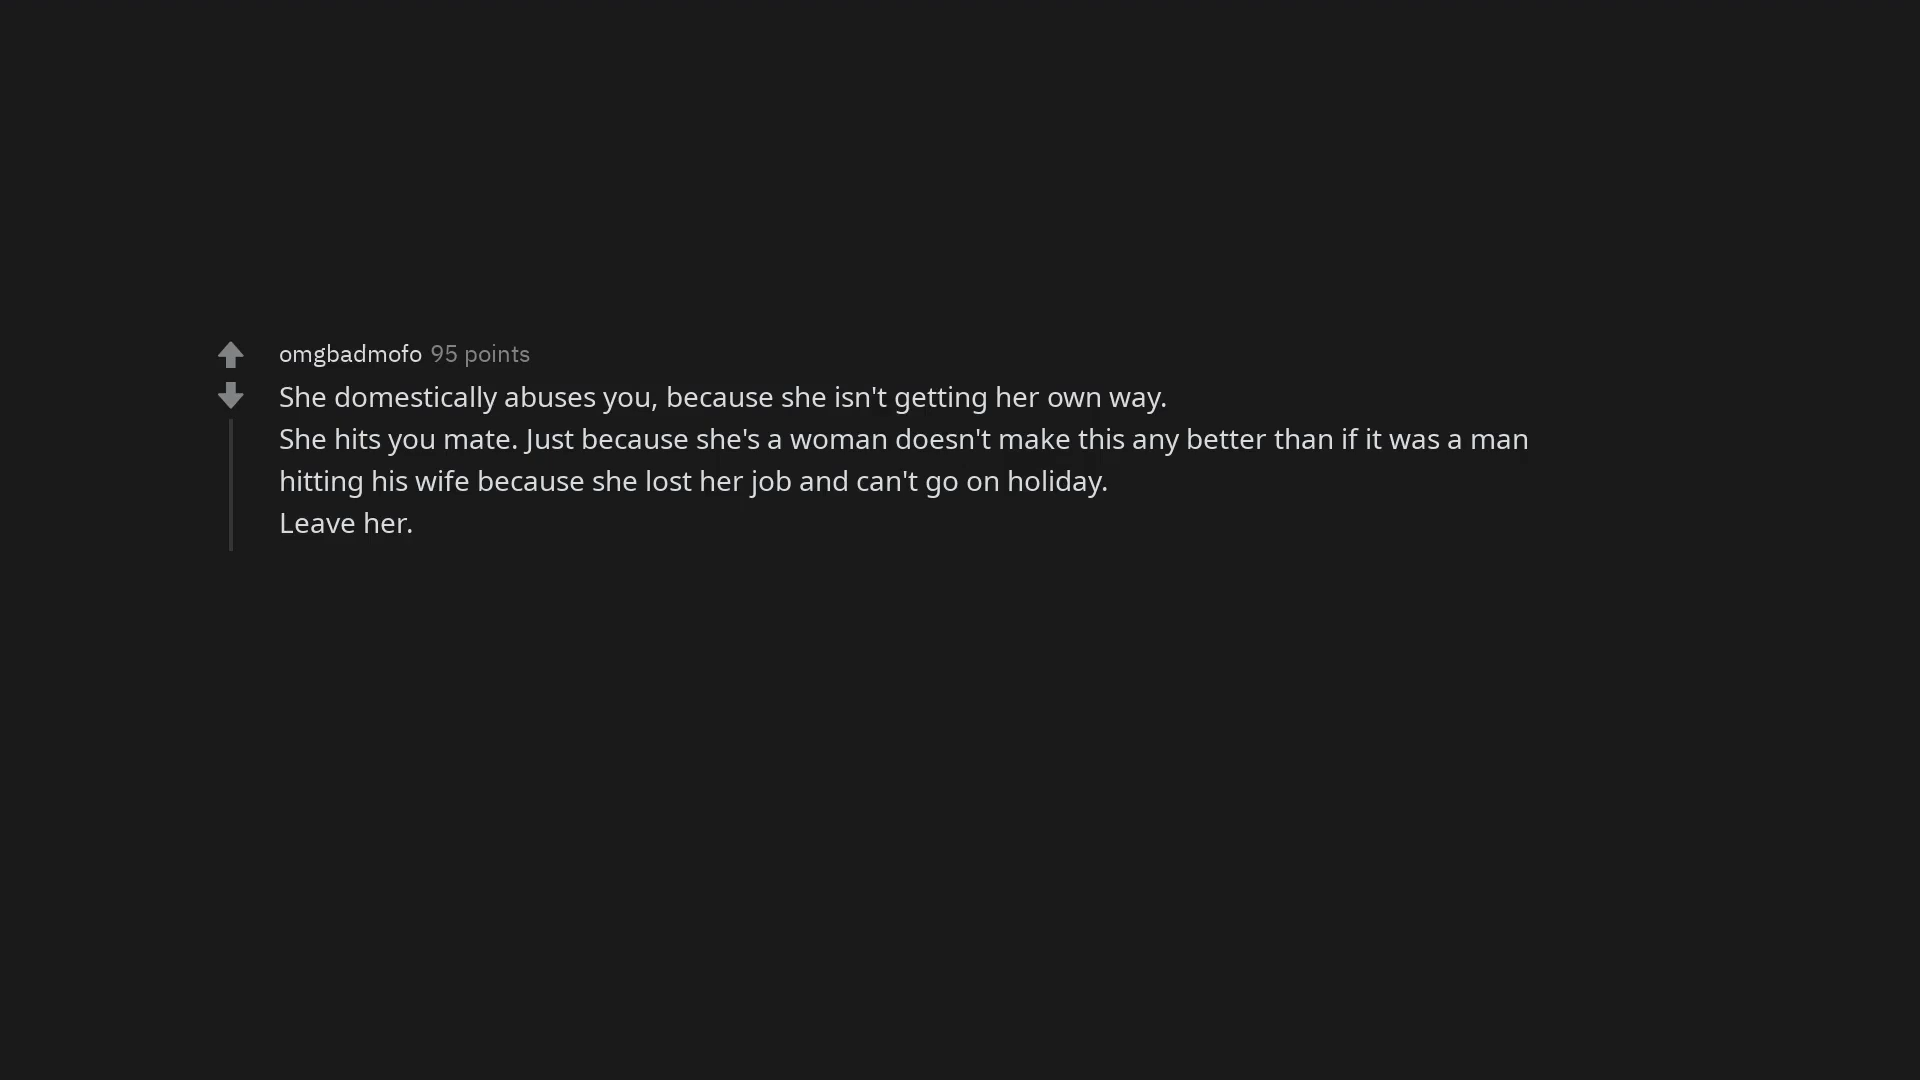 omgbadmofo 95 points
She domestically abuses you, because she isn't getting her own way.
She hits you mate. Just because she's a woman doesn't make this any better than if it was a man
hitting his wife because she lost her job and can't go on holiday.
Leave her.